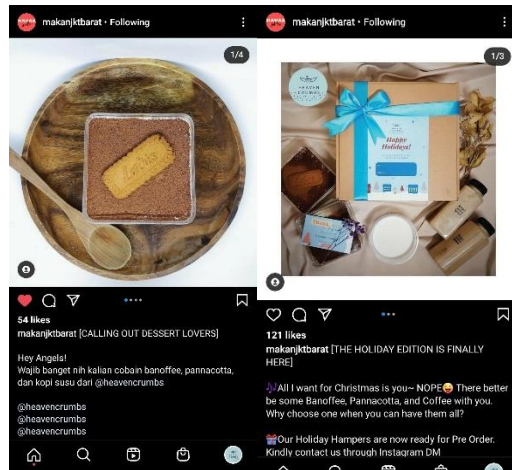 makanjktbarat • Following
1/4
54 likes
makanjktbarat [CALLING OUT DESSERT LOVERS]
Hey Angels!
Wajib banget nih kalian cobain banoffee, pannacotta,
dan kopi susu dari @heavencrumbs
@heavencrumbs
@heavencrumbs
@heavencrumbs
makanjktbarat • Following
1/3
HEAVEN
Happy
Holidays!
121 likes
makanjktbarat [THE HOLIDAY EDITION IS FINALLY
HERE]
🎶All I want for Christmas is you~ NOPE😜 There better
be some Banoffee, Pannacotta, and Coffee with you.
Why choose one when you can have them all?
🎁Our Holiday Hampers are now ready for Pre Order.
Kindly contact us through Instagram DM